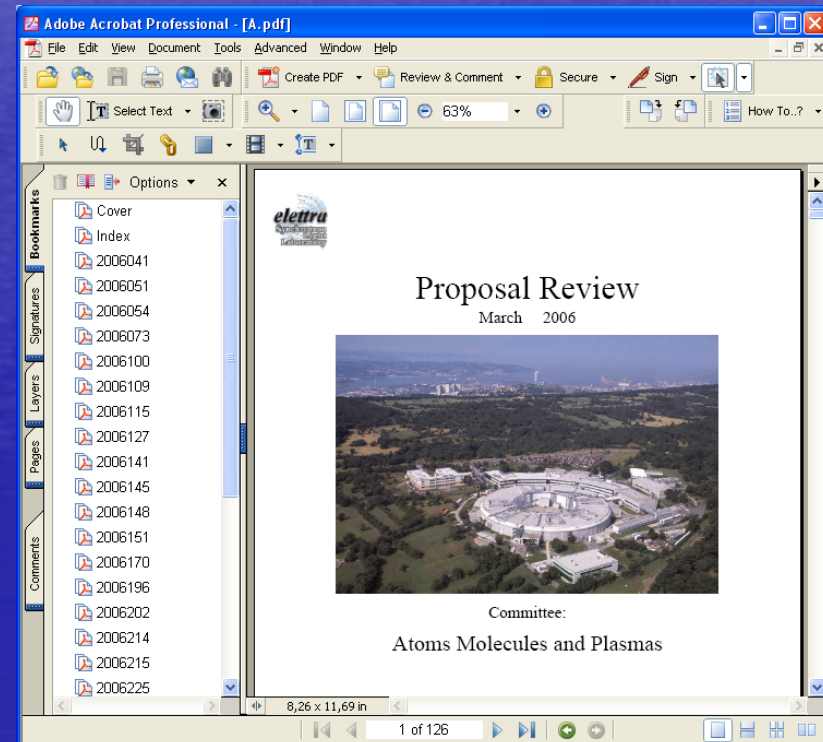 Adobe Acrobat Professional - [A.pdf]
File Edit View Document Tools Advanced Window Help
Create PDF Review & Comment Secure Sign
Select Text 63% How To..?
Options
Bookmarks
Signatures
Layers
Pages
Comments
Cover
Index
2006041
2006051
2006054
2006073
2006100
2006109
2006115
2006127
2006141
2006145
2006148
2006151
2006170
2006196
2006202
2006214
2006215
2006225
elettra
Synchrotron
Light
Laboratory
Proposal Review
March 2006
Committee:
Atoms Molecules and Plasmas
8,26 x 11,69 in
1 of 126